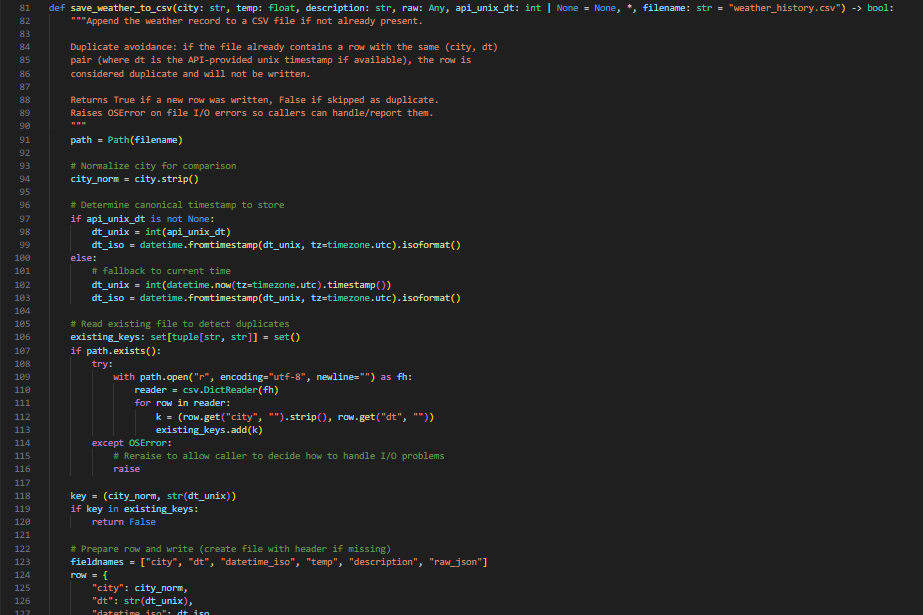 81 def save_weather_to_csv(city: str, temp: float, description: str, raw: Any, api_unix_dt: int | None = None, *, filename: str = "weather_history.csv") -> bool:
82     """Append the weather record to a CSV file if not already present.
83
84     Duplicate avoidance: if the file already contains a row with the same (city, dt)
85     pair (where dt is the API-provided unix timestamp if available), the row is
86     considered duplicate and will not be written.
87
88     Returns True if a new row was written, False if skipped as duplicate.
89     Raises OSError on file I/O errors so callers can handle/report them.
90     """
91     path = Path(filename)
92
93     # Normalize city for comparison
94     city_norm = city.strip()
95
96     # Determine canonical timestamp to store
97     if api_unix_dt is not None:
98         dt_unix = int(api_unix_dt)
99         dt_iso = datetime.fromtimestamp(dt_unix, tz=timezone.utc).isoformat()
100     else:
101         # fallback to current time
102         dt_unix = int(datetime.now(tz=timezone.utc).timestamp())
103         dt_iso = datetime.fromtimestamp(dt_unix, tz=timezone.utc).isoformat()
104
105     # Read existing file to detect duplicates
106     existing_keys: set[tuple[str, str]] = set()
107     if path.exists():
108         try:
109             with path.open("r", encoding="utf-8", newline="") as fh:
110                 reader = csv.DictReader(fh)
111                 for row in reader:
112                     k = (row.get("city", "").strip(), row.get("dt", ""))
113                     existing_keys.add(k)
114         except OSError:
115             # Reraise to allow caller to decide how to handle I/O problems
116             raise
117
118     key = (city_norm, str(dt_unix))
119     if key in existing_keys:
120         return False
121
122     # Prepare row and write (create file with header if missing)
123     fieldnames = ["city", "dt", "datetime_iso", "temp", "description", "raw_json"]
124     row = {
125         "city": city_norm,
126         "dt": str(dt_unix),
127         "datetime_iso": dt_iso